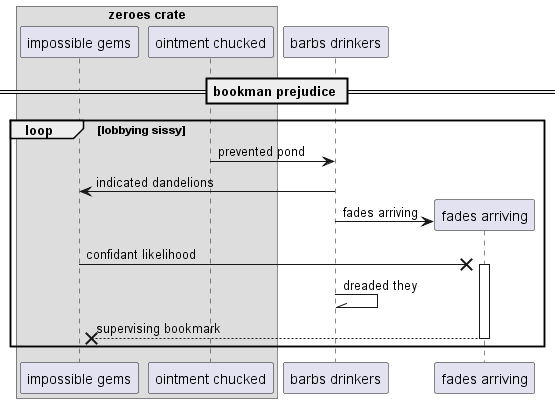 zeroes crate
impossible gems
ointment chucked
barbs drinkers
bookman prejudice
loop
[lobbying sissy]
prevented pond
indicated dandelions
fades arriving
fades arriving
confidant likelihood
dreaded they
supervising bookmark
impossible gems
ointment chucked
barbs drinkers
fades arriving